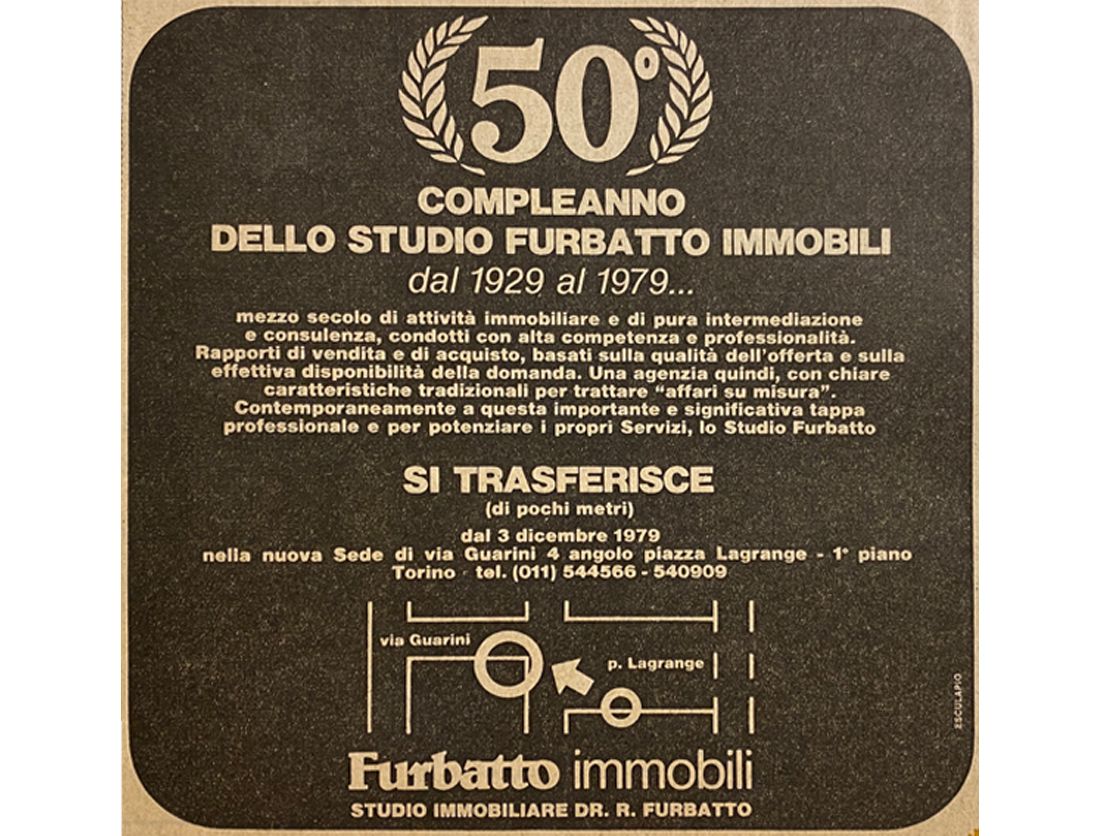 50°
COMPLEANNO
DELLO STUDIO FURBATTO IMMOBILI
dal 1929 al 1979...
mezzo secolo di attività immobiliare e di pura intermediazione
e consulenza, condotti con alta competenza e professionalità.
Rapporti di vendita e di acquisto, basati sulla qualità dell'offerta e sulla
effettiva disponibilità della domanda. Una agenzia quindi, con chiare
caratteristiche tradizionali per trattare "affari su misura".
Contemporaneamente a questa importante e significativa tappa
professionale e per potenziare i propri Servizi, lo Studio Furbatto
SI TRASFERISCE
(di pochi metri)
dal 3 dicembre 1979
nella nuova Sede di via Guarini 4 angolo piazza Lagrange - 1° piano
Torino - tel. (011) 544566 - 540909
via Guarini
p. Lagrange
ESCULAPIO
Furbatto immobili
STUDIO IMMOBILIARE DR. R. FURBATTO